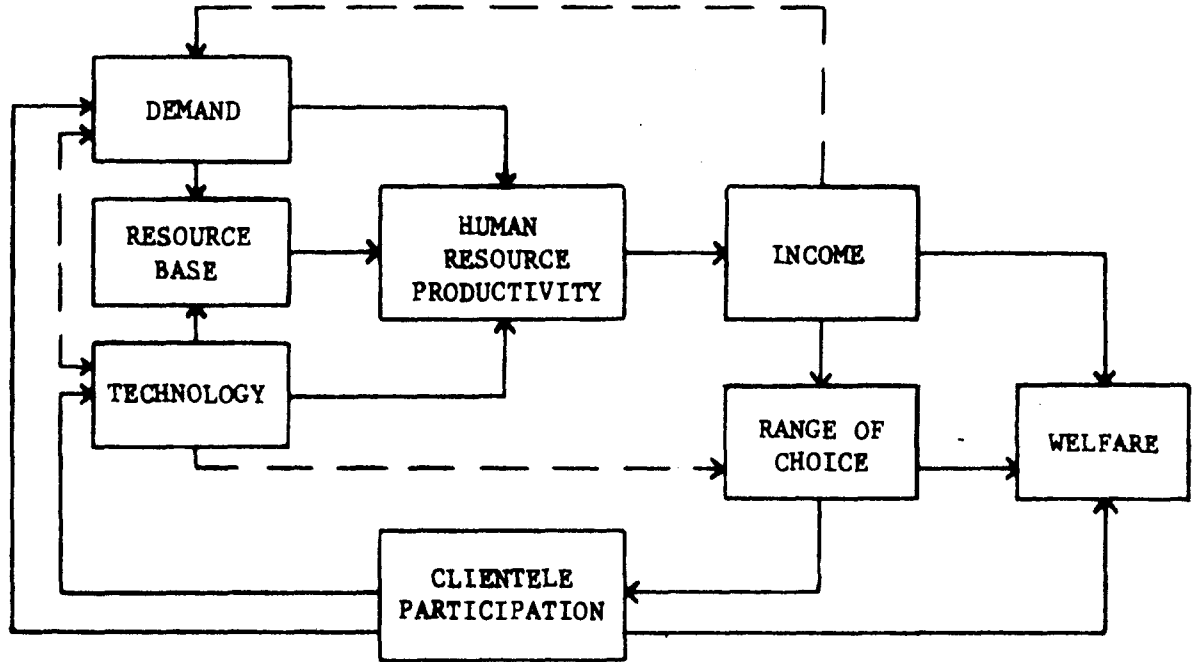 DEMAND
RESOURCE
BASE
TECHNOLOGY
HUMAN
RESOURCE
PRODUCTIVITY
INCOME
RANGE OF
CHOICE
WELFARE
CLIENTELE
PARTICIPATION